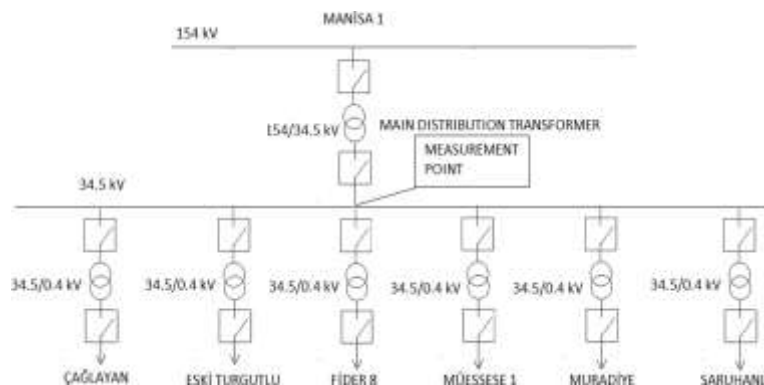 MANİSA 1
154 kV
154/34.5 kV
MAIN DISTRIBUTION TRANSFORMER
MEASUREMENT
POINT
34.5 kV
34.5/0.4 kV
34.5/0.4 kV
34.5/0.4 kV
34.5/0.4 kV
34.5/0.4 kV
34.5/0.4 kV
ÇAĞLAYAN
ESKİ TURGUTLU
FİDER 8
MÜESSESE 1
MURADİYE
SARUHANLI